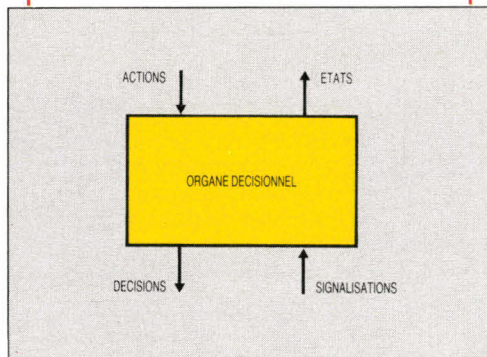 ACTIONS
ETATS
ORGANE DECISIONNEL
DECISIONS
SIGNALISATIONS